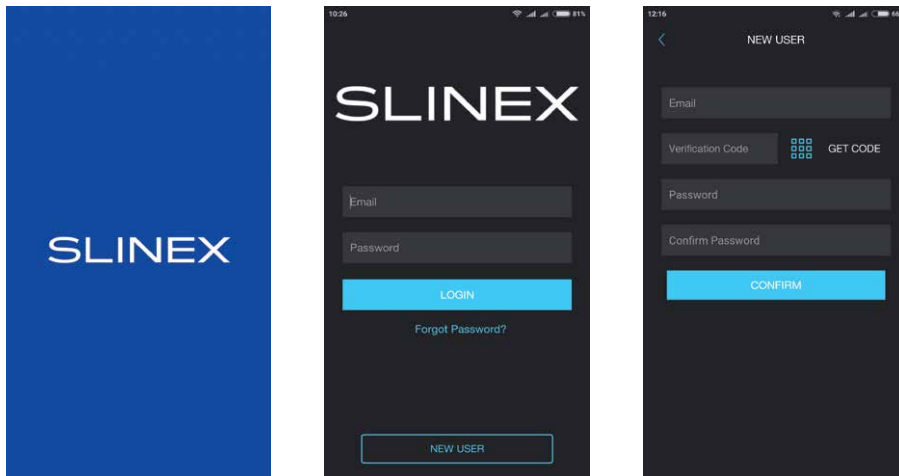 SLINEX
10:26 81%
SLINEX
Email
Password
LOGIN
Forgot Password?
NEW USER
12:16 66
NEW USER
Email
Verification Code GET CODE
Password
Confirm Password
CONFIRM